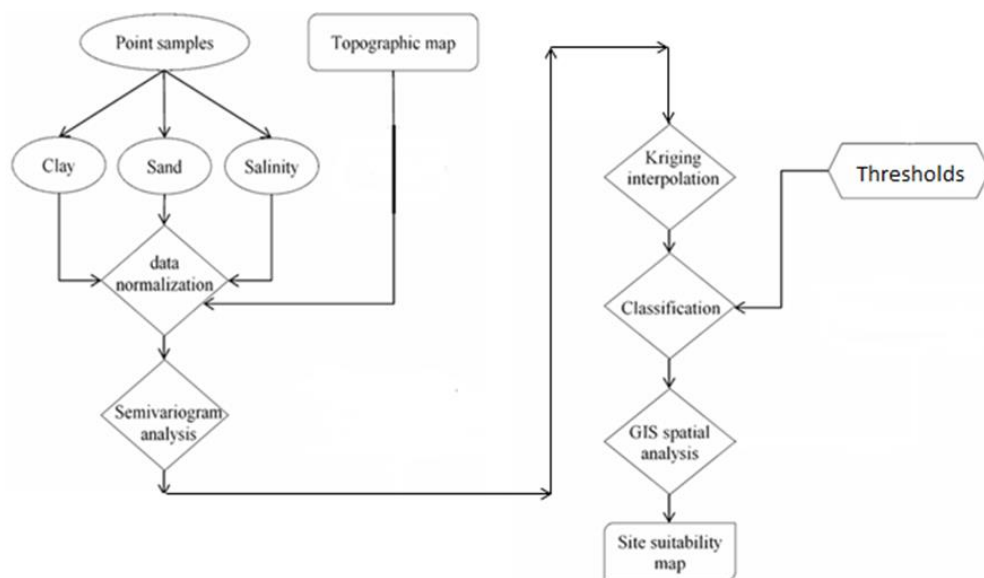 Point samples
Topographic map
Clay
Sand
Salinity
data
normalization
Semivariogram
analysis
Kriging
interpolation
Thresholds
Classification
GIS spatial
analysis
Site suitability
map